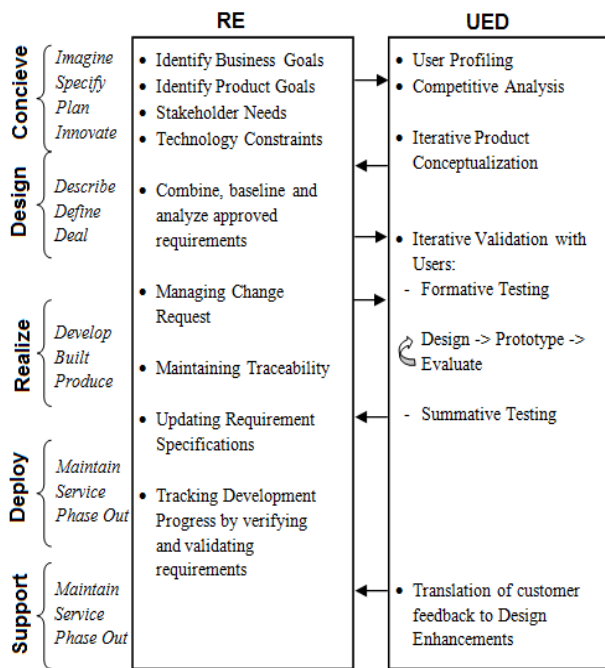 RE
UED
Concieve
Imagine
Specify
Plan
Innovate
Design
Describe
Define
Deal
Realize
Develop
Built
Produce
Deploy
Maintain
Service
Phase Out
Support
Maintain
Service
Phase Out
• Identify Business Goals
• Identify Product Goals
• Stakeholder Needs
• Technology Constraints
• Combine, baseline and
analyze approved
requirements
• Managing Change
Request
• Maintaining Traceability
• Updating Requirement
Specifications
• Tracking Development
Progress by verifying
and validating
requirements
• User Profiling
• Competitive Analysis
• Iterative Product
Conceptualization
• Iterative Validation with
Users:
- Formative Testing
Design -> Prototype ->
Evaluate
- Summative Testing
• Translation of customer
feedback to Design
Enhancements